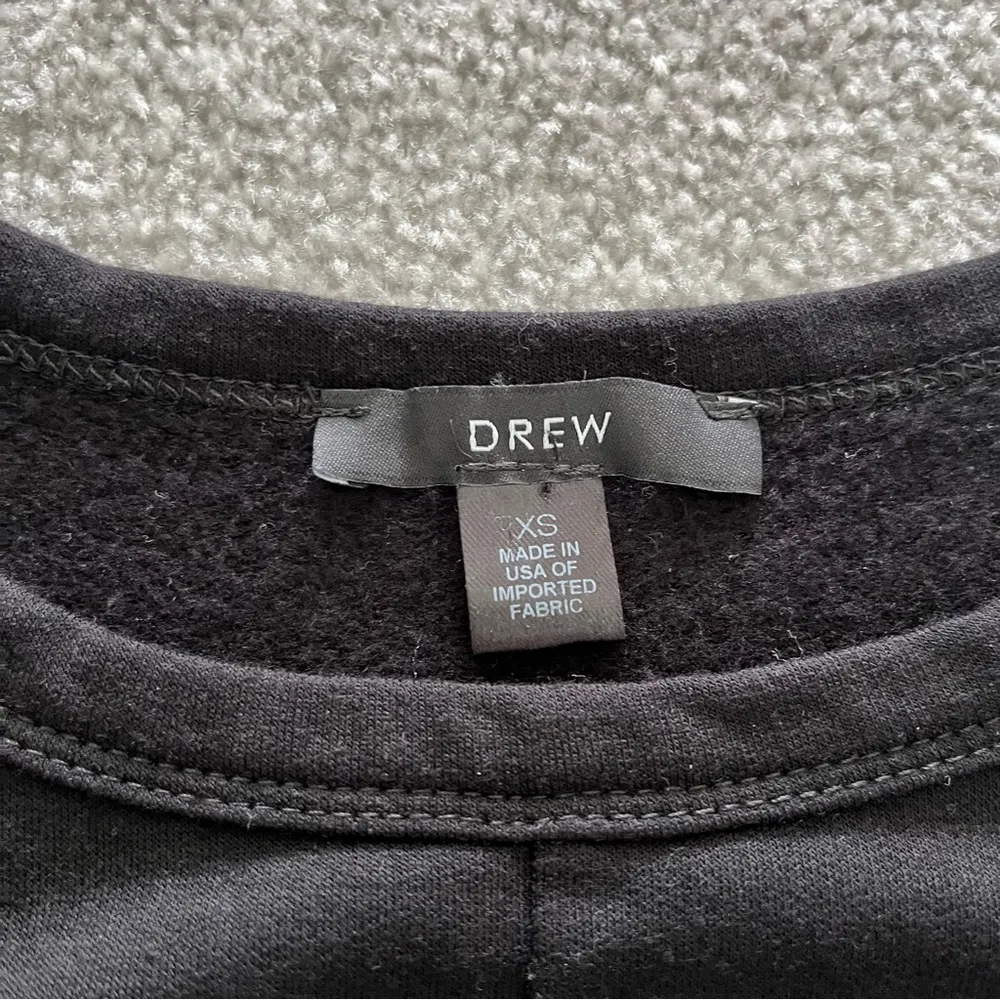 DREW
XS
MADE IN
USA OF
IMPORTED
FABRIC